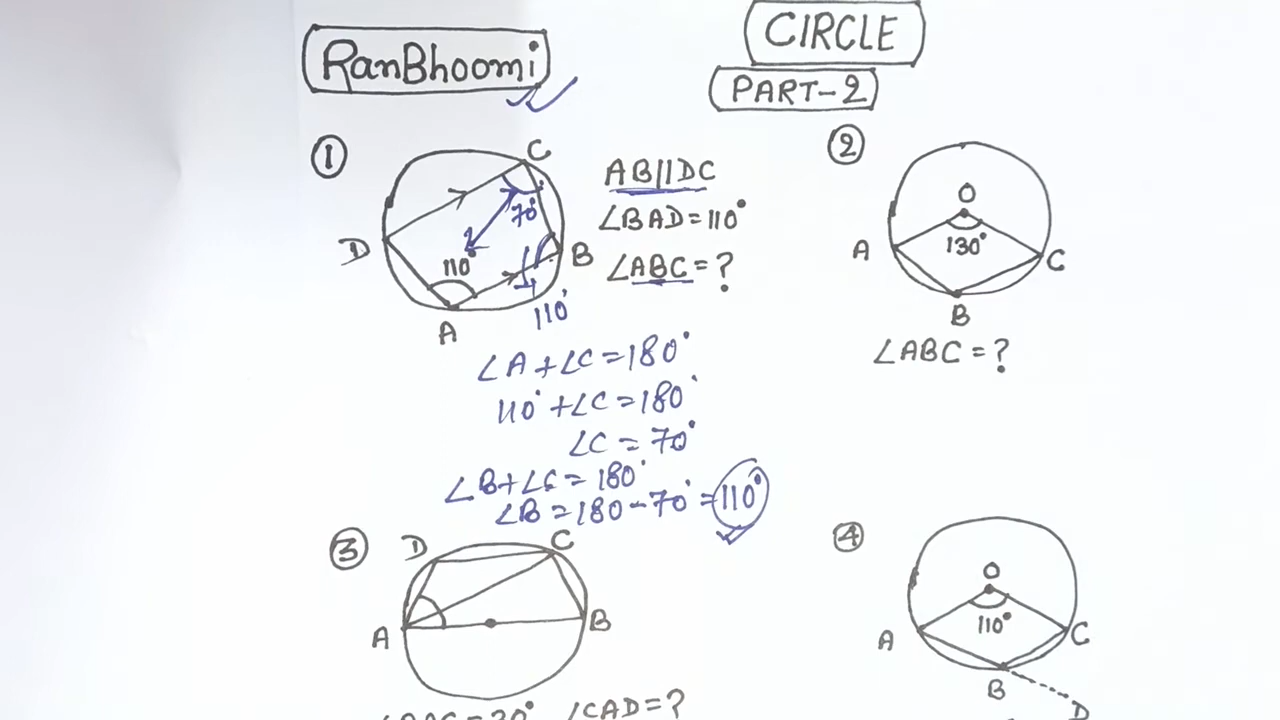 RanBhoomi
CIRCLE
PART-2
①
C
D
70°
110°
B
110°
A
AB||DC
∠BAD=110°
∠ABC=?
∠A+∠C=180°
110°+∠C=180°
∠C=70°
∠B+∠C=180°
∠B=180-70°=110°
②
O
130°
A
C
B
∠ABC=?
③
D
C
A
B
∠CAD=?
④
O
110°
A
C
B
D